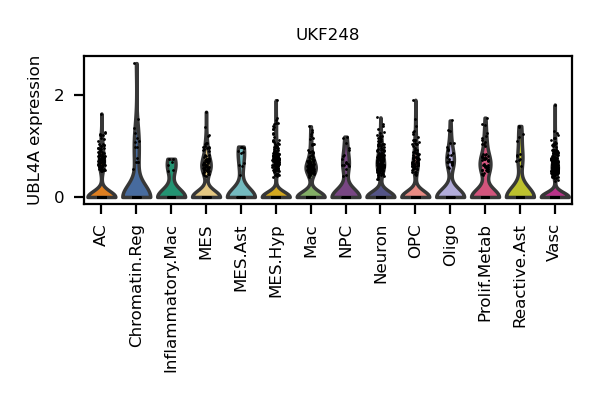 UKF248
UBL4A expression
2
0
AC
Chromatin.Reg
Inflammatory.Mac
MES
MES.Ast
MES.Hyp
Mac
NPC
Neuron
OPC
Oligo
Prolif.Metab
Reactive.Ast
Vasc